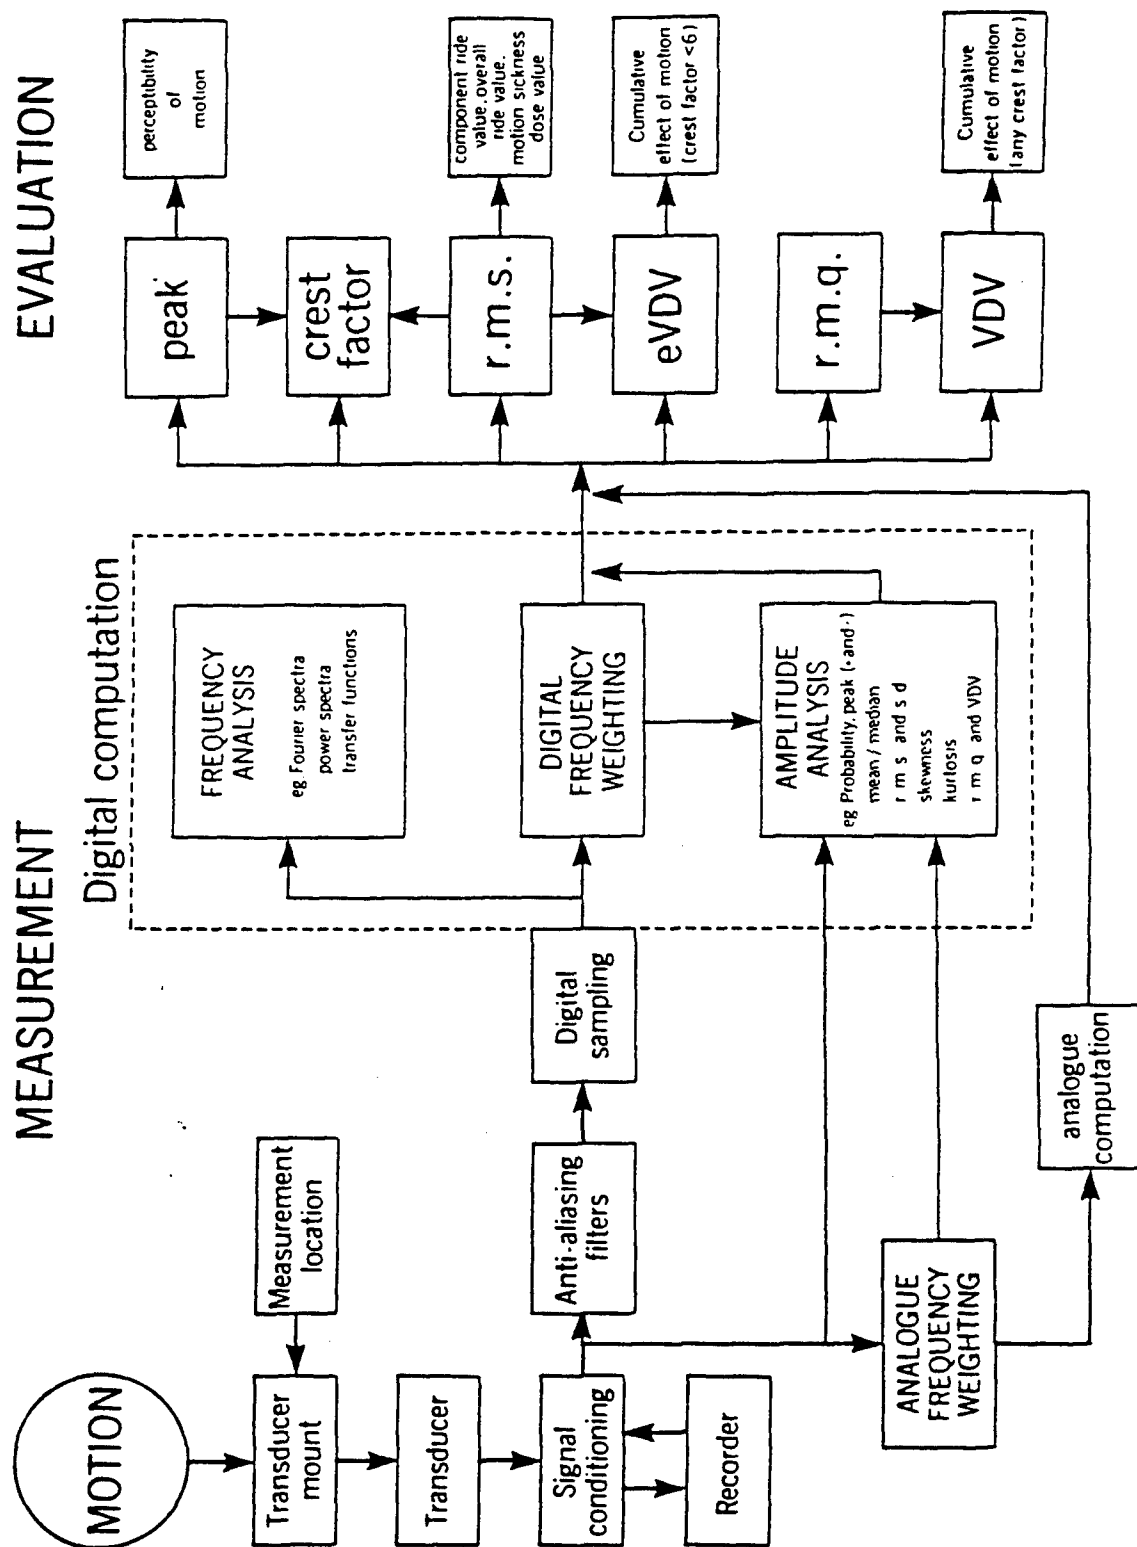 MEASUREMENT
EVALUATION
MOTION
Transducer
mount
Measurement
location
Transducer
Signal
conditioning
Recorder
Anti-aliasing
filters
Digital
sampling
ANALOGUE
FREQUENCY
WEIGHTING
analogue
computation
Digital computation
FREQUENCY
ANALYSIS
eg. Fourier spectra
power spectra
transfer functions
DIGITAL
FREQUENCY
WEIGHTING
AMPLITUDE
ANALYSIS
eg Probability, peak (+ and -)
mean / median
r m s and s d
skewness
kurtosis
r m q and VDV
peak
crest
factor
r.m.s.
eVDV
r.m.q.
VDV
perceptibility
of
motion
component ride
value. overall
ride value.
motion sickness
dose value
Cumulative
effect of motion
(crest factor <6)
Cumulative
effect of motion
(any crest factor)